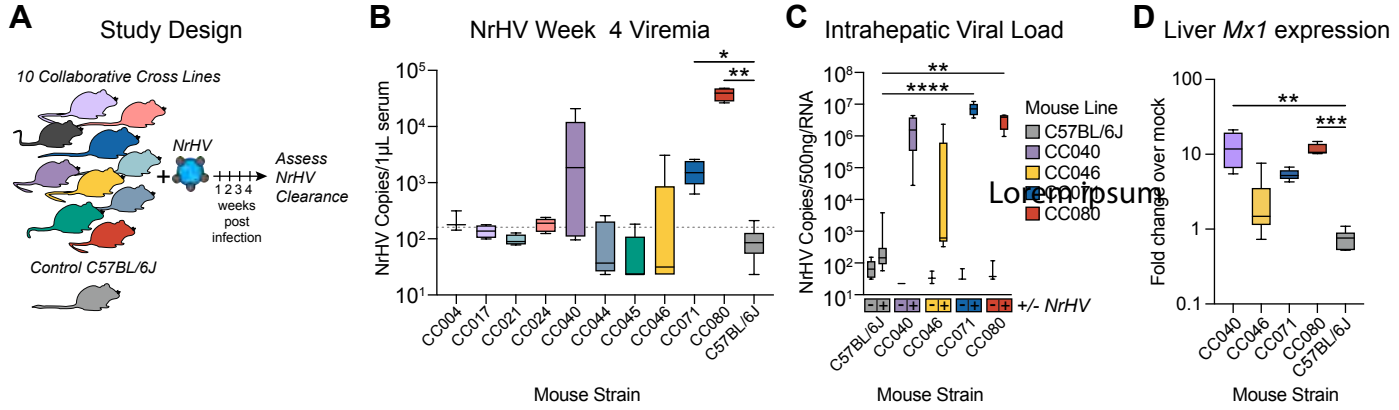 A
Study Design
10 Collaborative Cross Lines
NrHV
+
1 2 3 4
weeks
post
infection
Assess
NrHV
Clearance
Control C57BL/6J
B
NrHV Week 4 Viremia
NrHV Copies/1µL serum
10^5
10^4
10^3
10^2
10^1
*
**
CC004
CC017
CC021
CC024
CC040
CC044
CC045
CC046
CC071
CC080
C57BL/6J
Mouse Strain
C
Intrahepatic Viral Load
NrHV Copies/500ng/RNA
10^8
10^7
10^6
10^5
10^4
10^3
10^2
10^1
**
****
- + - + - + - + - +
+/- NrHV
C57BL/6J
CC040
CC046
CC071
CC080
Mouse Strain
Mouse Line
C57BL/6J
CC040
CC046
CC071
CC080
Lorem ipsum
D
Liver Mx1 expression
Fold change over mock
100
10
1
0.1
**
***
CC040
CC046
CC071
CC080
C57BL/6J
Mouse Strain